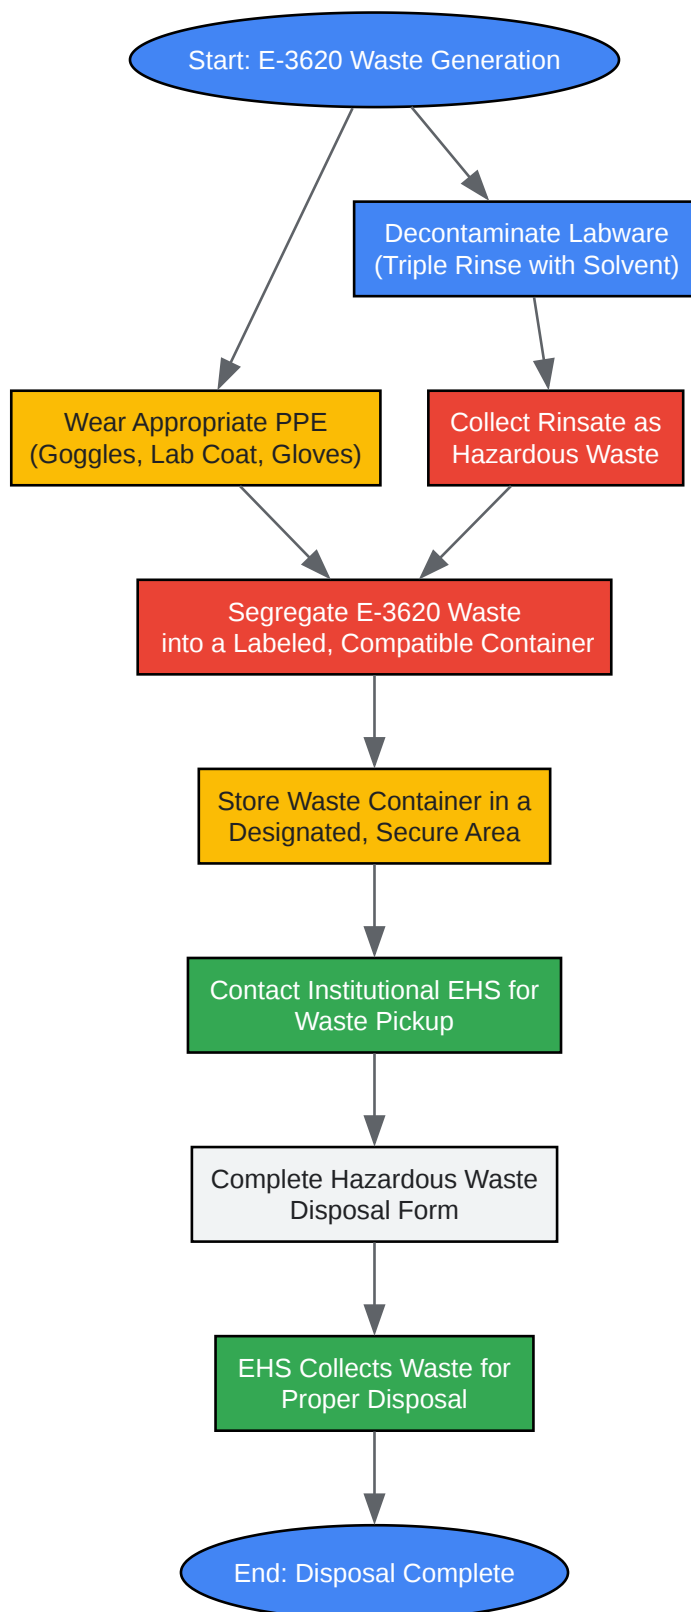 Start: E-3620 Waste Generation
Decontaminate Labware
(Triple Rinse with Solvent)
Wear Appropriate PPE
(Goggles, Lab Coat, Gloves)
Collect Rinsate as
Hazardous Waste
Segregate E-3620 Waste
into a Labeled, Compatible Container
Store Waste Container in a
Designated, Secure Area
Contact Institutional EHS for
Waste Pickup
Complete Hazardous Waste
Disposal Form
EHS Collects Waste for
Proper Disposal
End: Disposal Complete